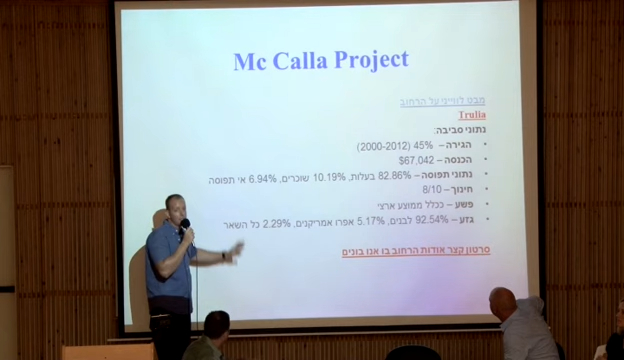 Mc Calla Project
מבט לווייני על הרחוב
Trulia
נתוני סביבה:
• הגירה – 45% (2000-2012)
• הכנסה – $67,042
• נתוני תפוסה – 82.86% בעלות, 10.19% שוכרים, 6.94% אי תפוסה
• חינוך – 8/10
• פשע – ככלל ממוצע ארצי
• גזע – 92.54% לבנים, 5.17% אפרו אמריקנים, 2.29% כל השאר
סרטון קצר אודות הרחוב בו אנו בונים